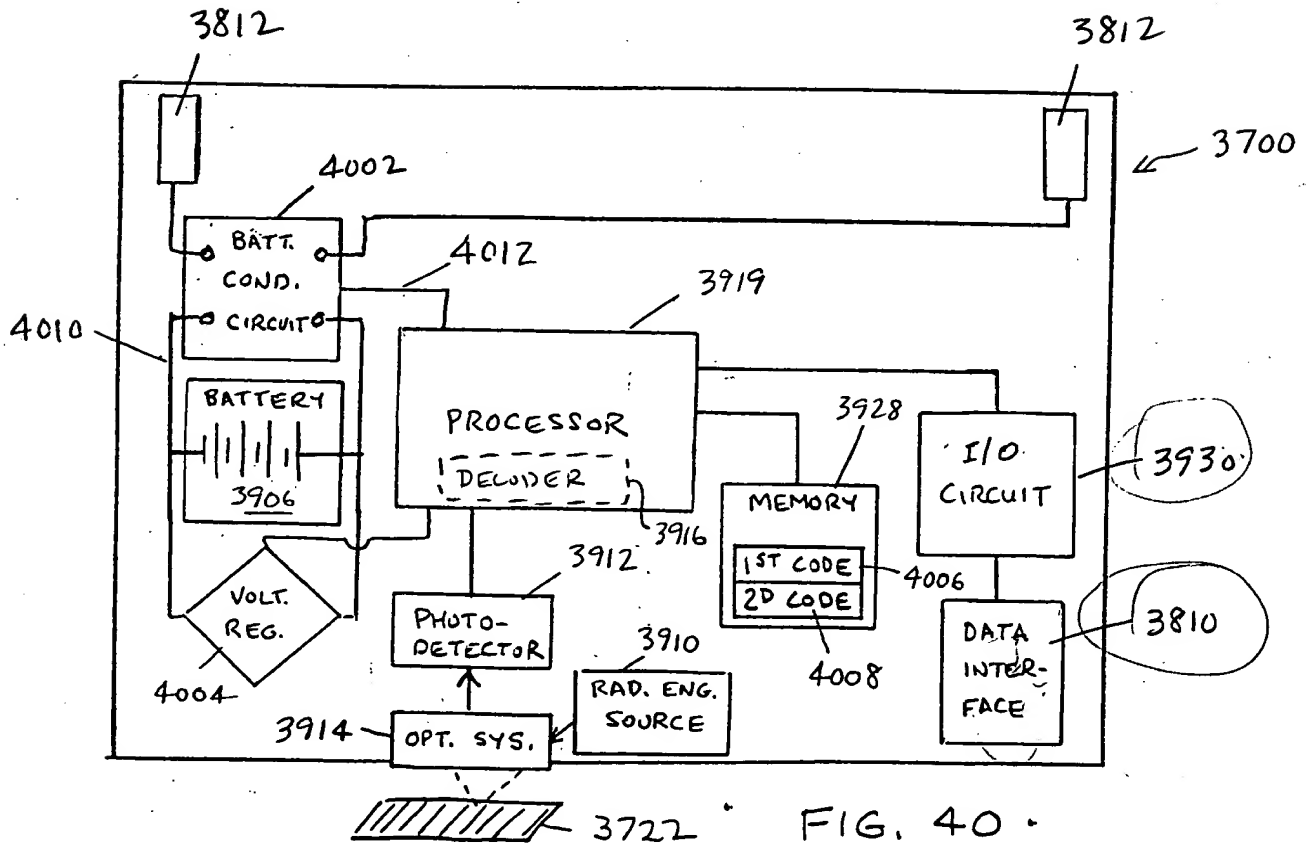 3812
3812
3700
4002
BATT.
COND.
CIRCUIT
4012
3919
4010
BATTERY
3906
PROCESSOR
DECODER
3916
3928
MEMORY
1ST CODE
2D CODE
4006
4008
I/O
CIRCUIT
3930
3912
VOLT.
REG.
4004
PHOTO-
DETECTOR
3910
RAD. ENG.
SOURCE
DATA
INTER-
FACE
3810
3914
OPT. SYS.
3722
FIG. 40